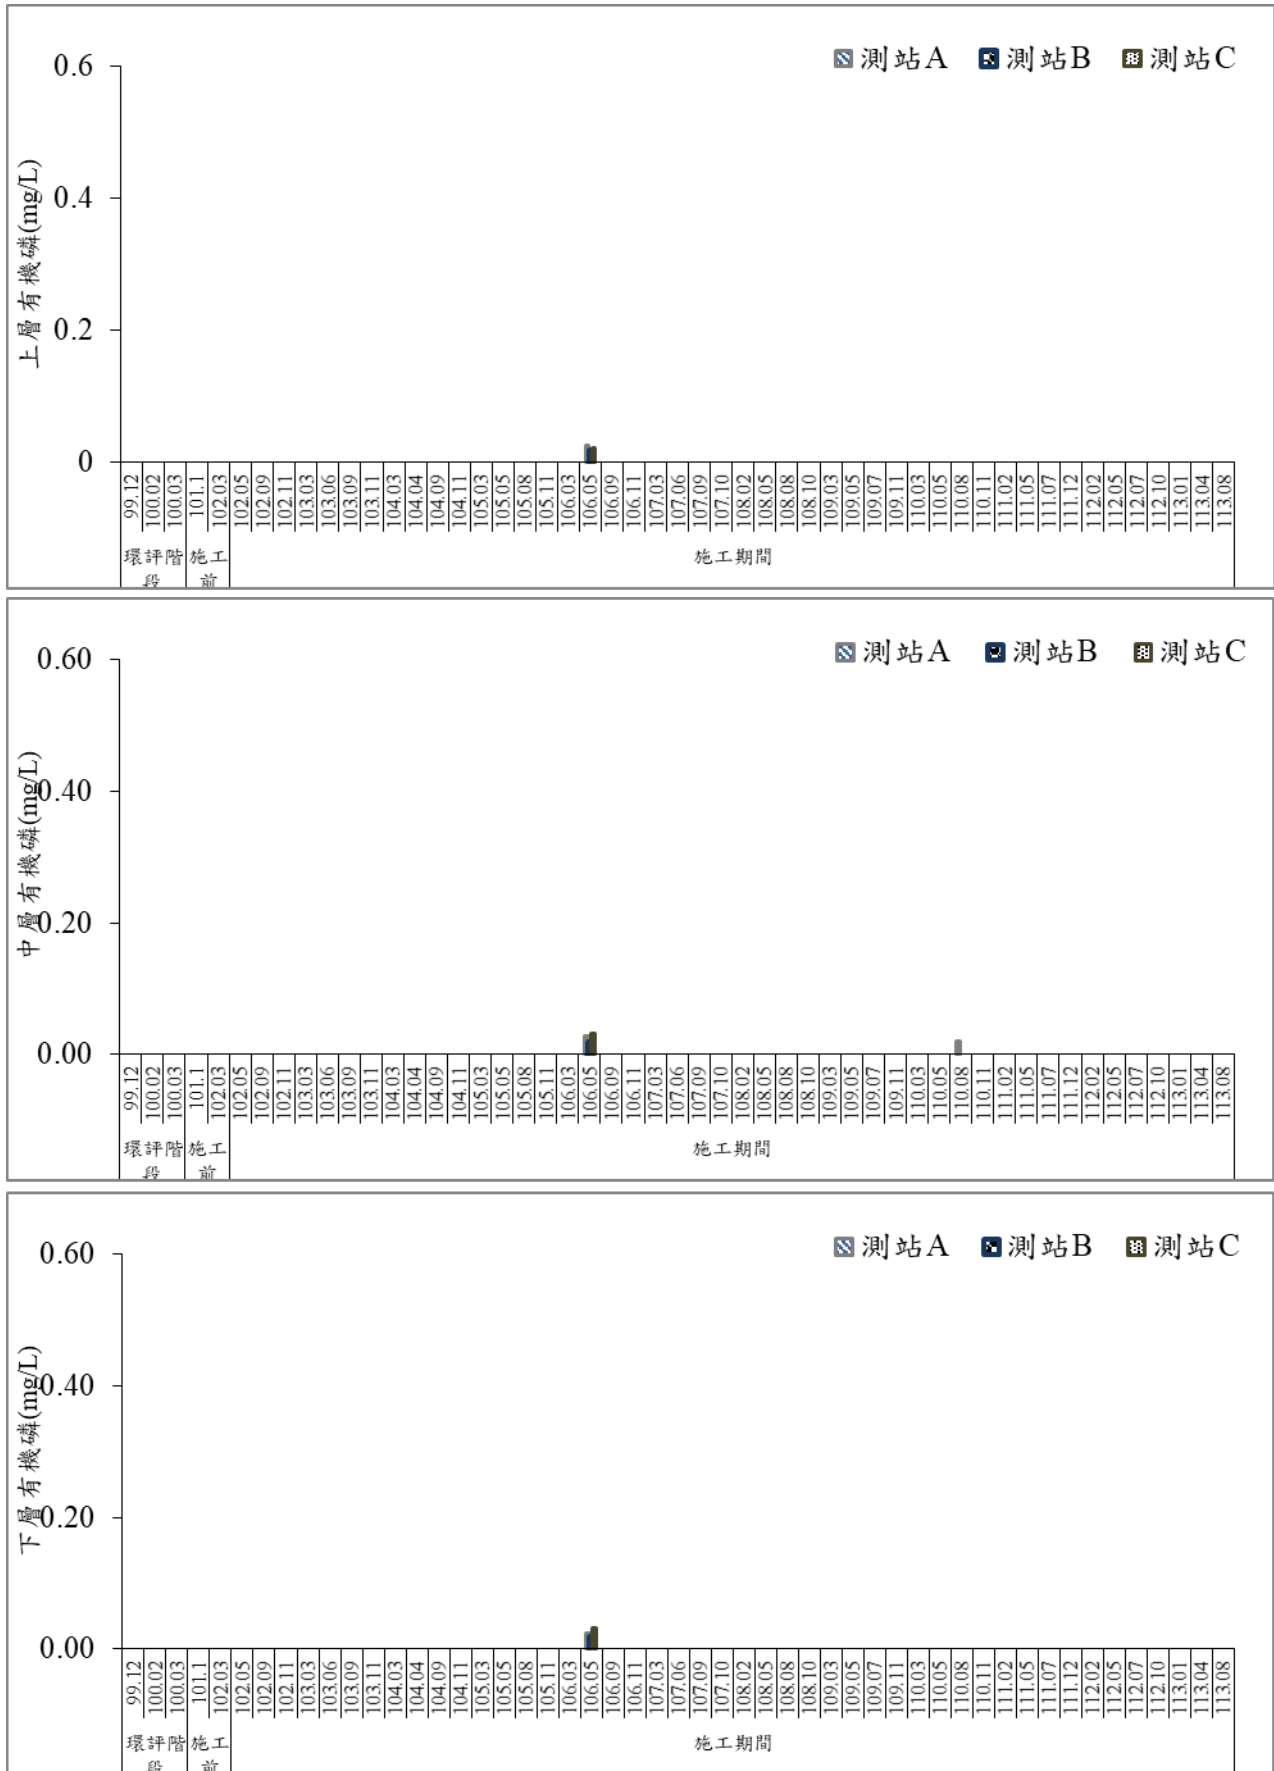 測站A 測站B 測站C
上層有機磷(mg/L)
0.6
0.4
0.2
0
99.12 100.02 100.03 101.1 102.03 102.05 102.09 102.11 103.03 103.06 103.09 103.11 104.03 104.04 104.09 104.11 105.03 105.05 105.08 105.11 106.03 106.05 106.09 106.11 107.03 107.06 107.09 107.10 108.02 108.05 108.08 108.10 109.03 109.05 109.07 109.11 110.03 110.05 110.08 110.11 111.02 111.05 111.07 111.12 112.02 112.05 112.07 112.10 113.01 113.04 113.08
環評階段 施工前 施工期間
測站A 測站B 測站C
中層有機磷(mg/L)
0.60
0.40
0.20
0.00
99.12 100.02 100.03 101.1 102.03 102.05 102.09 102.11 103.03 103.06 103.09 103.11 104.03 104.04 104.09 104.11 105.03 105.05 105.08 105.11 106.03 106.05 106.09 106.11 107.03 107.06 107.09 107.10 108.02 108.05 108.08 108.10 109.03 109.05 109.07 109.11 110.03 110.05 110.08 110.11 111.02 111.05 111.07 111.12 112.02 112.05 112.07 112.10 113.01 113.04 113.08
環評階段 施工前 施工期間
測站A 測站B 測站C
下層有機磷(mg/L)
0.60
0.40
0.20
0.00
99.12 100.02 100.03 101.1 102.03 102.05 102.09 102.11 103.03 103.06 103.09 103.11 104.03 104.04 104.09 104.11 105.03 105.05 105.08 105.11 106.03 106.05 106.09 106.11 107.03 107.06 107.09 107.10 108.02 108.05 108.08 108.10 109.03 109.05 109.07 109.11 110.03 110.05 110.08 110.11 111.02 111.05 111.07 111.12 112.02 112.05 112.07 112.10 113.01 113.04 113.08
環評階段 施工前 施工期間